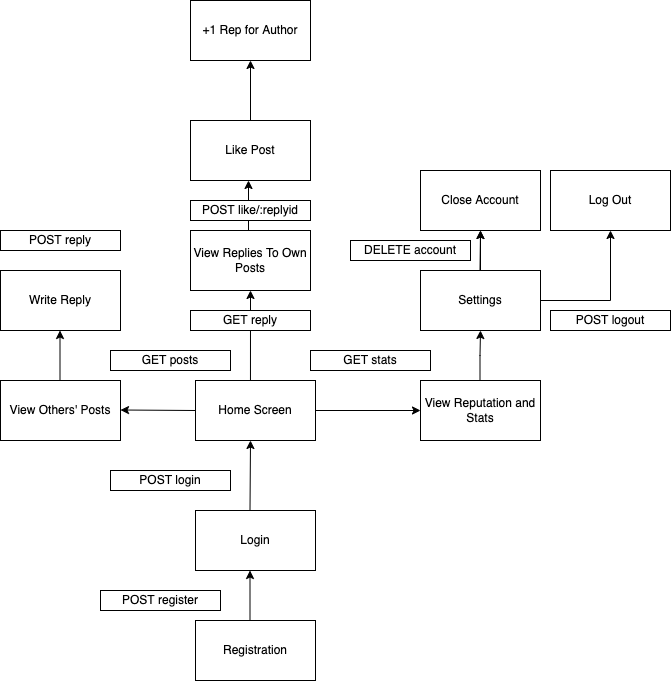 +1 Rep for Author
Like Post
POST like/:replyid
Close Account
Log Out
POST reply
View Replies To Own
Posts
DELETE account
Write Reply
Settings
GET reply
POST logout
GET posts
GET stats
View Others' Posts
Home Screen
View Reputation and
Stats
POST login
Login
POST register
Registration